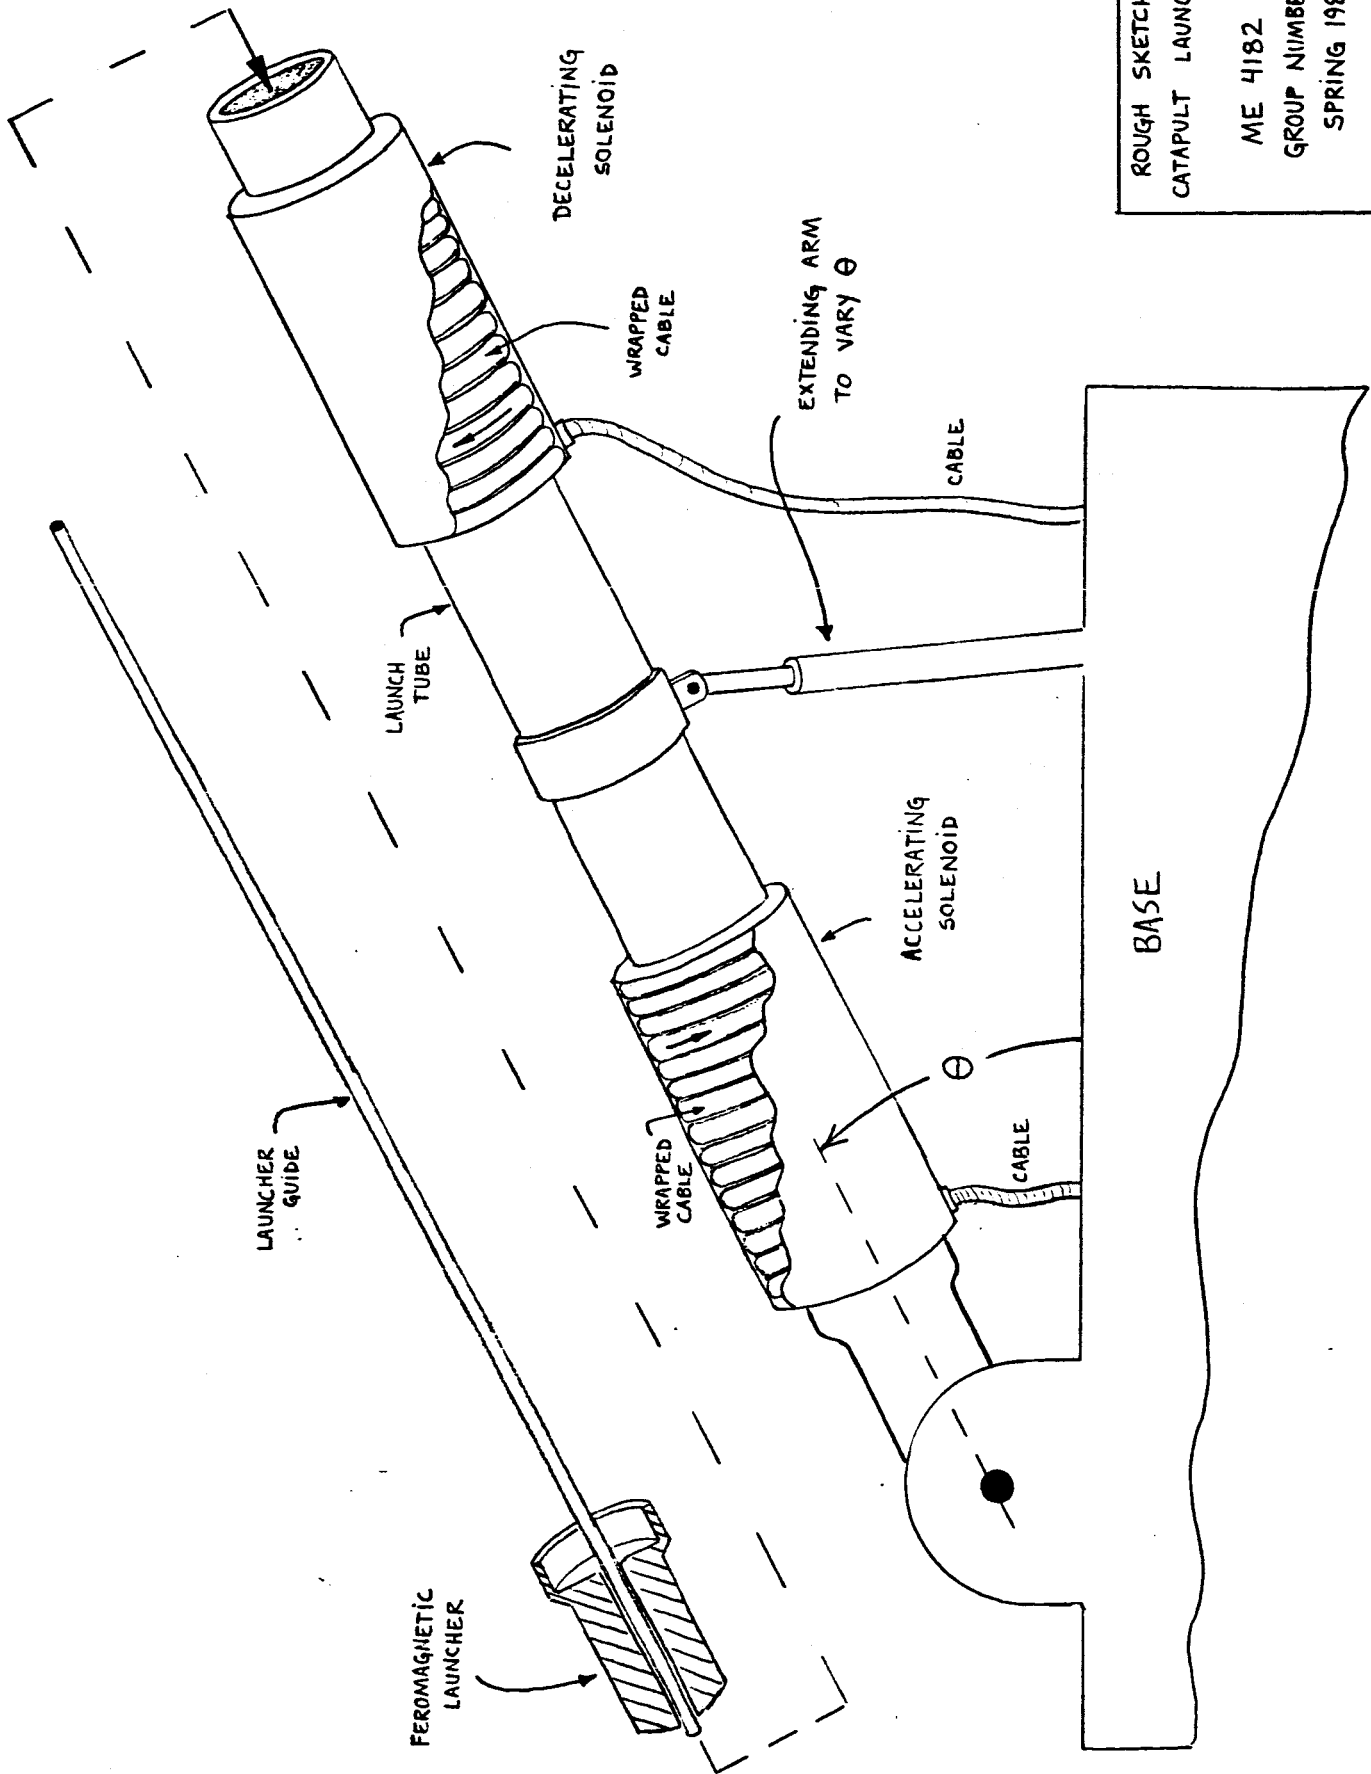 LAUNCHER
GUIDE
LAUNCH
TUBE
FEROMAGNETIC
LAUNCHER
DECELERATING
SOLENOID
WRAPPED
CABLE
WRAPPED
CABLE
EXTENDING ARM
TO VARY θ
ACCELERATING
SOLENOID
CABLE
θ
CABLE
BASE
ROUGH SKETCH
CATAPULT LAUNC
ME 4182
GROUP NUMBE
SPRING 198